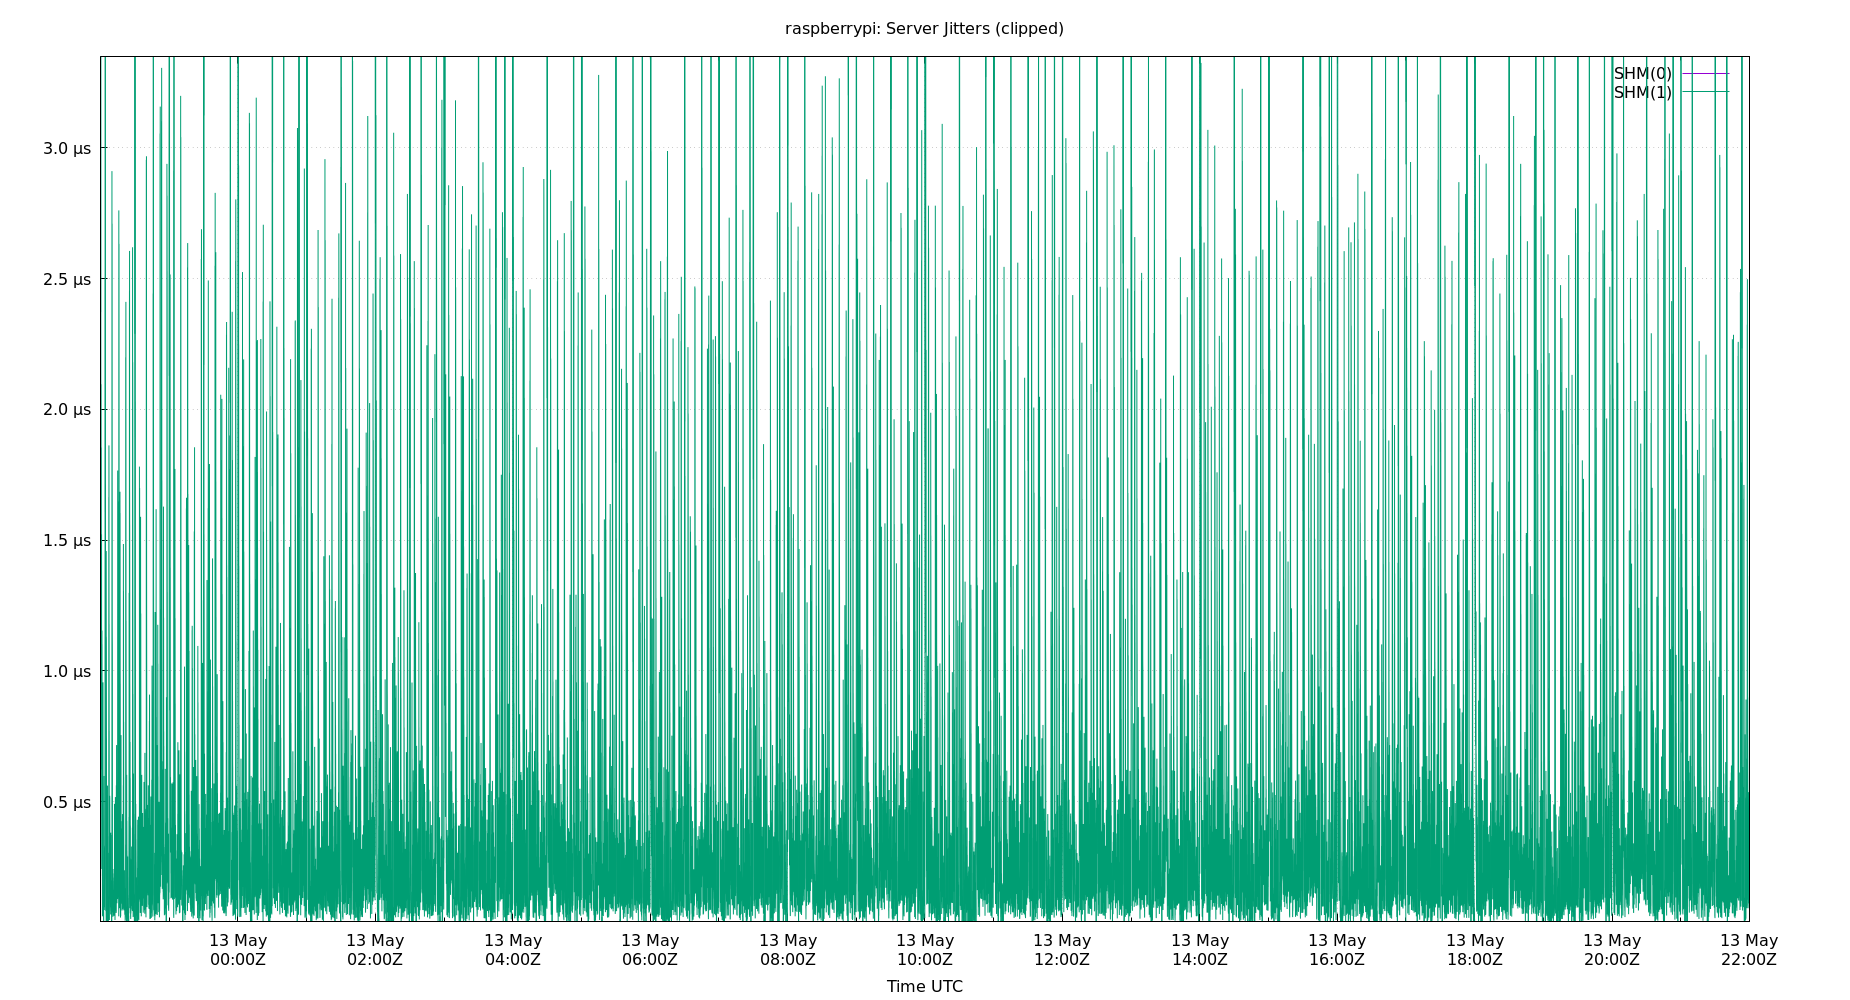 raspberrypi: Server Jitters (clipped)
SHM(0)
SHM(1)
3.0 µs
2.5 µs
2.0 µs
1.5 µs
1.0 µs
0.5 µs
13 May 13 May 13 May 13 May 13 May 13 May 13 May 13 May 13 May 13 May 13 May 13 May
00:00Z 02:00Z 04:00Z 06:00Z 08:00Z 10:00Z 12:00Z 14:00Z 16:00Z 18:00Z 20:00Z 22:00Z
Time UTC